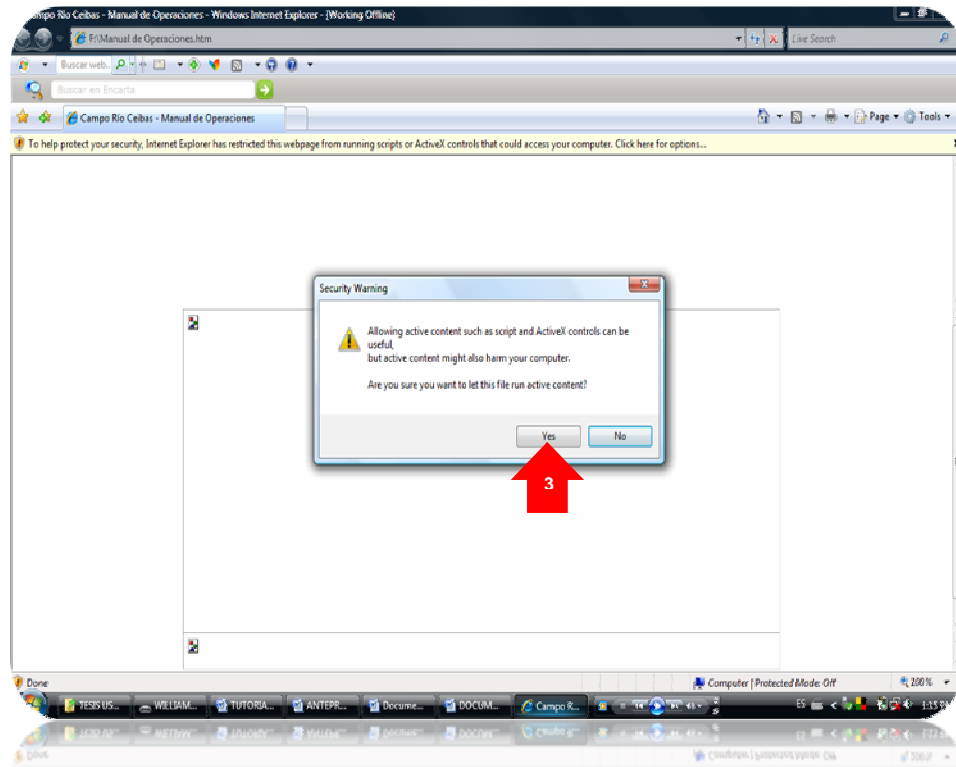 Campo Rio Ceibas - Manual de Operaciones - Windows Internet Explorer - [Working Offline]
F:\Manual de Operaciones.htm
Live Search
Buscar web...
Buscar en Encarta
Campo Rio Ceibas - Manual de Operaciones
Page
Tools
To help protect your security, Internet Explorer has restricted this webpage from running scripts or ActiveX controls that could access your computer. Click here for options...
Security Warning
Allowing active content such as script and ActiveX controls can be
useful,
but active content might also harm your computer.
Are you sure you want to let this file run active content?
Yes
No
3
Done
Computer | Protected Mode: Off
100%
TESIS US...
WILLIAM...
TUTORIA...
ANTEPR...
Docume...
DOCUM...
Campo R...
ES